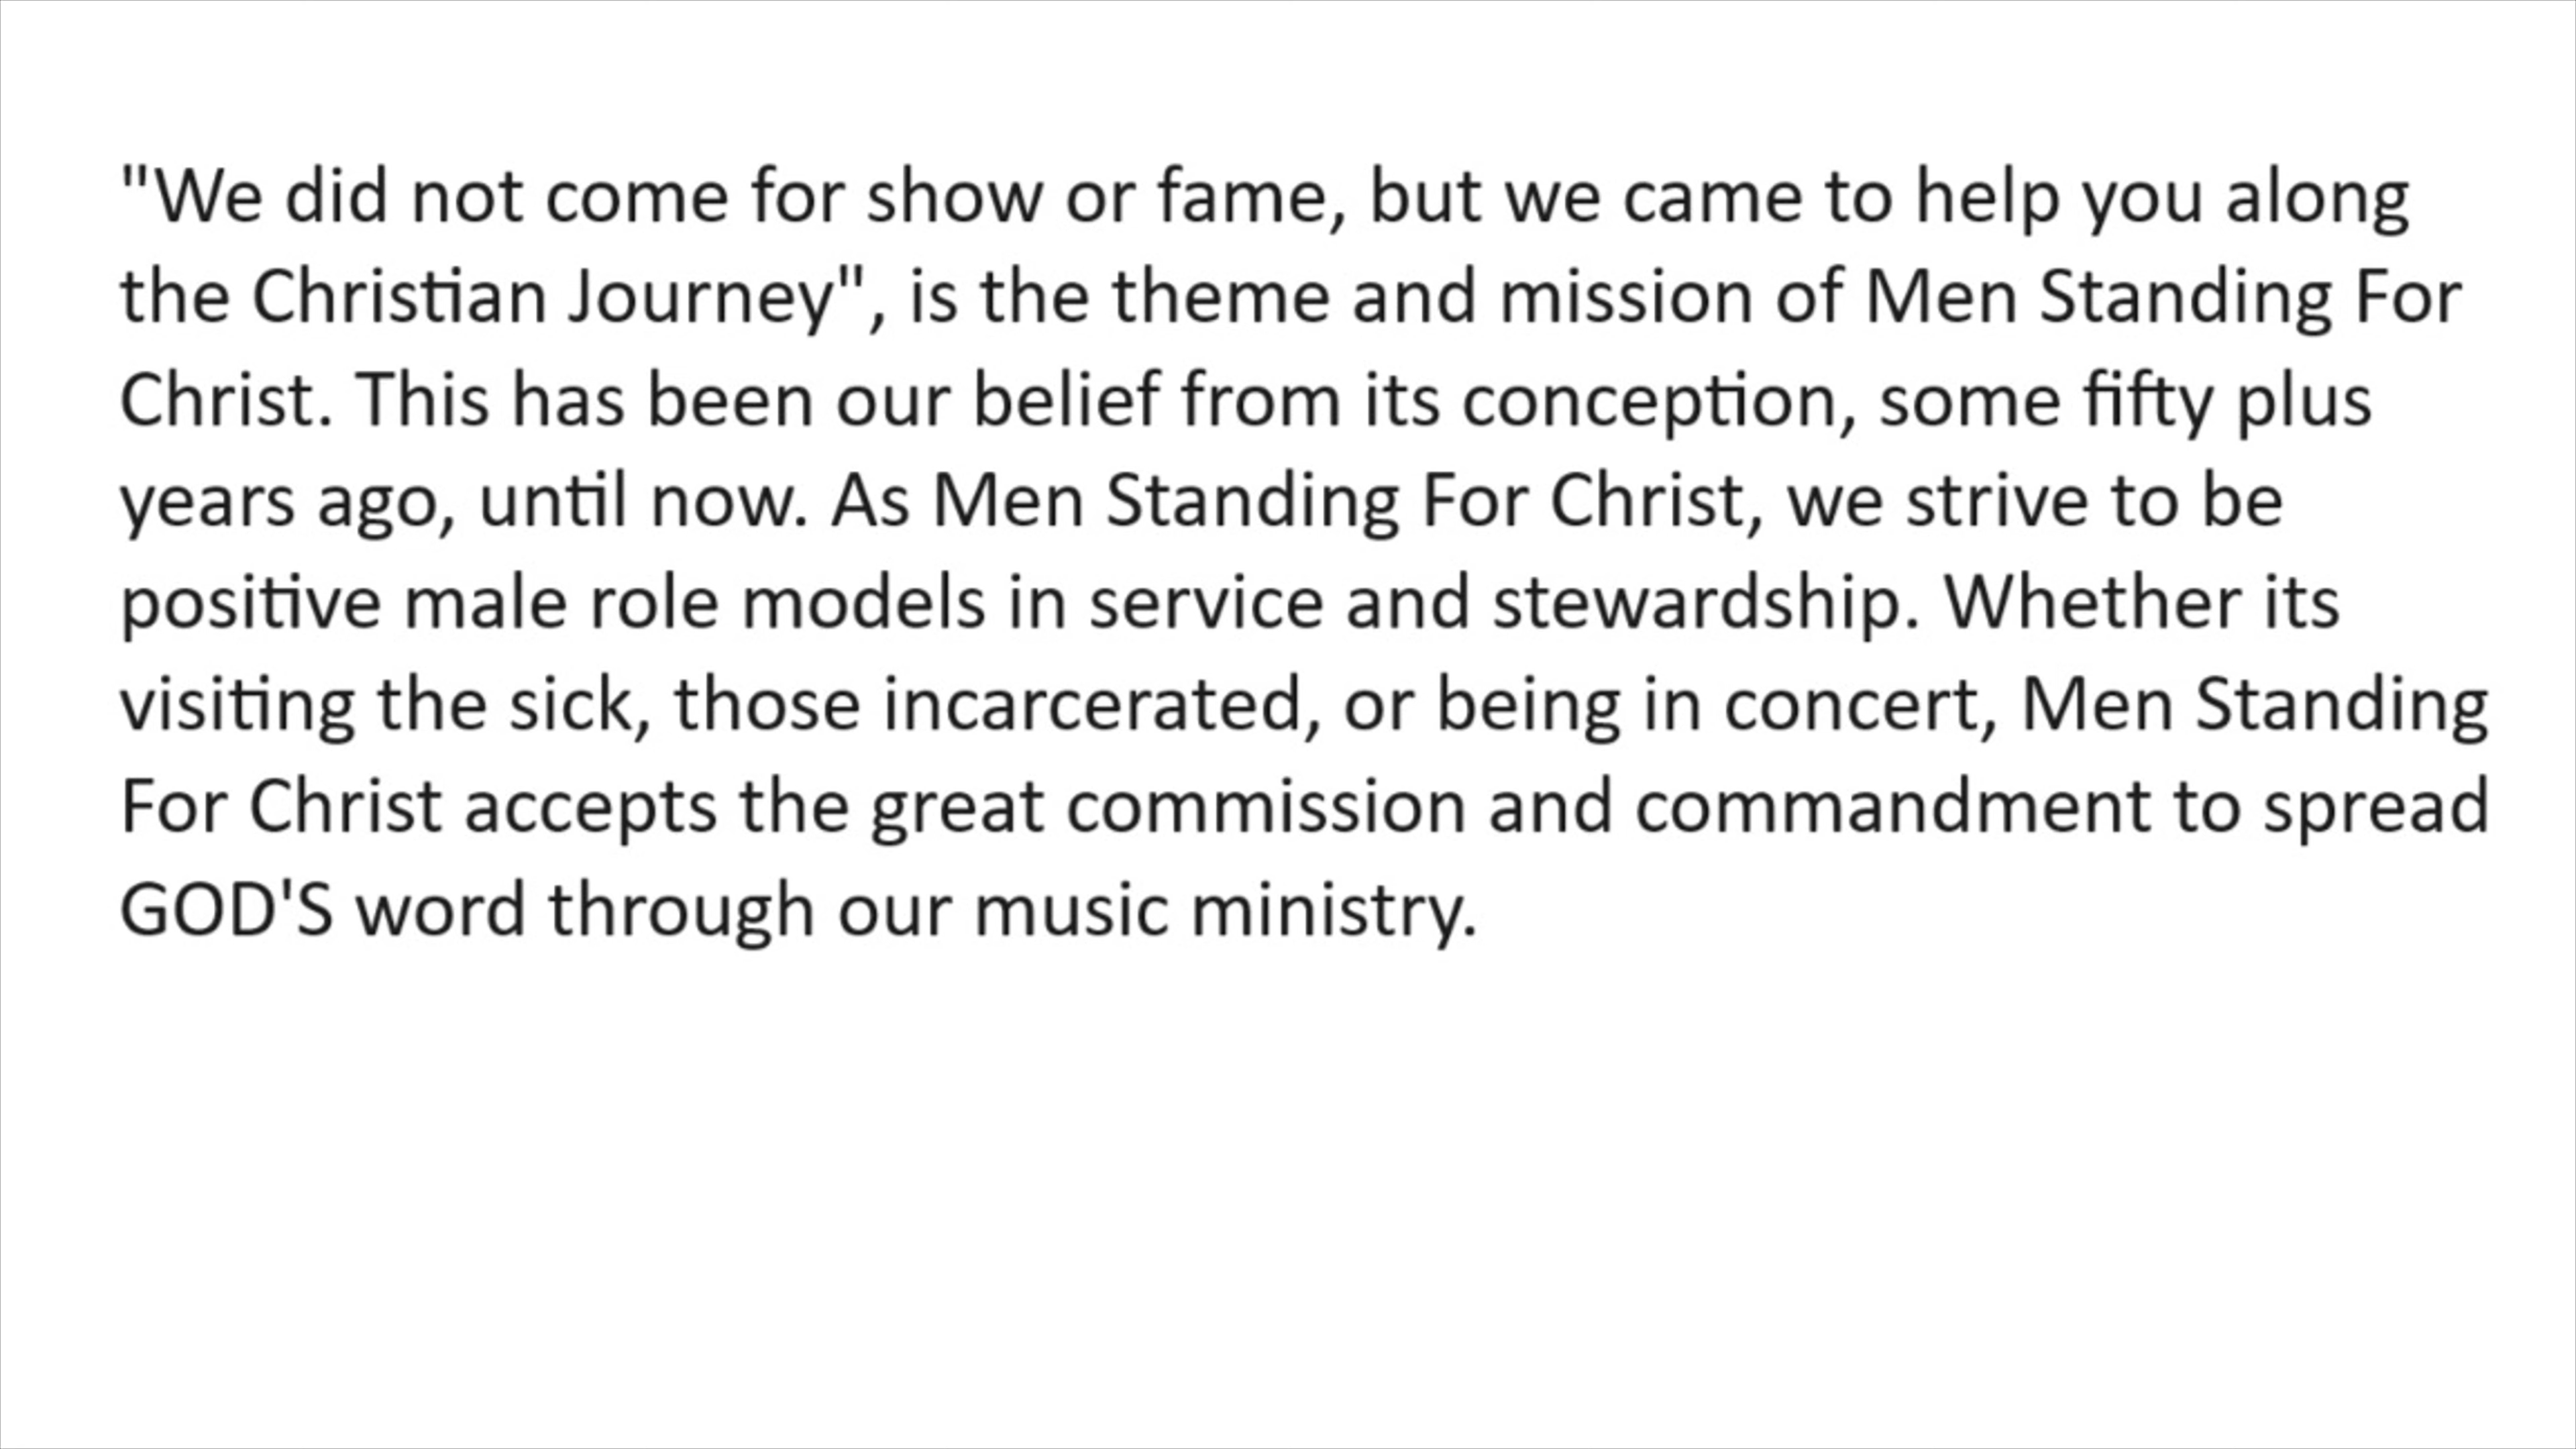 "We did not come for show or fame, but we came to help you along
the Christian Journey", is the theme and mission of Men Standing For
Christ. This has been our belief from its conception, some fifty plus
years ago, until now. As Men Standing For Christ, we strive to be
positive male role models in service and stewardship. Whether its
visiting the sick, those incarcerated, or being in concert, Men Standing
For Christ accepts the great commission and commandment to spread
GOD'S word through our music ministry.